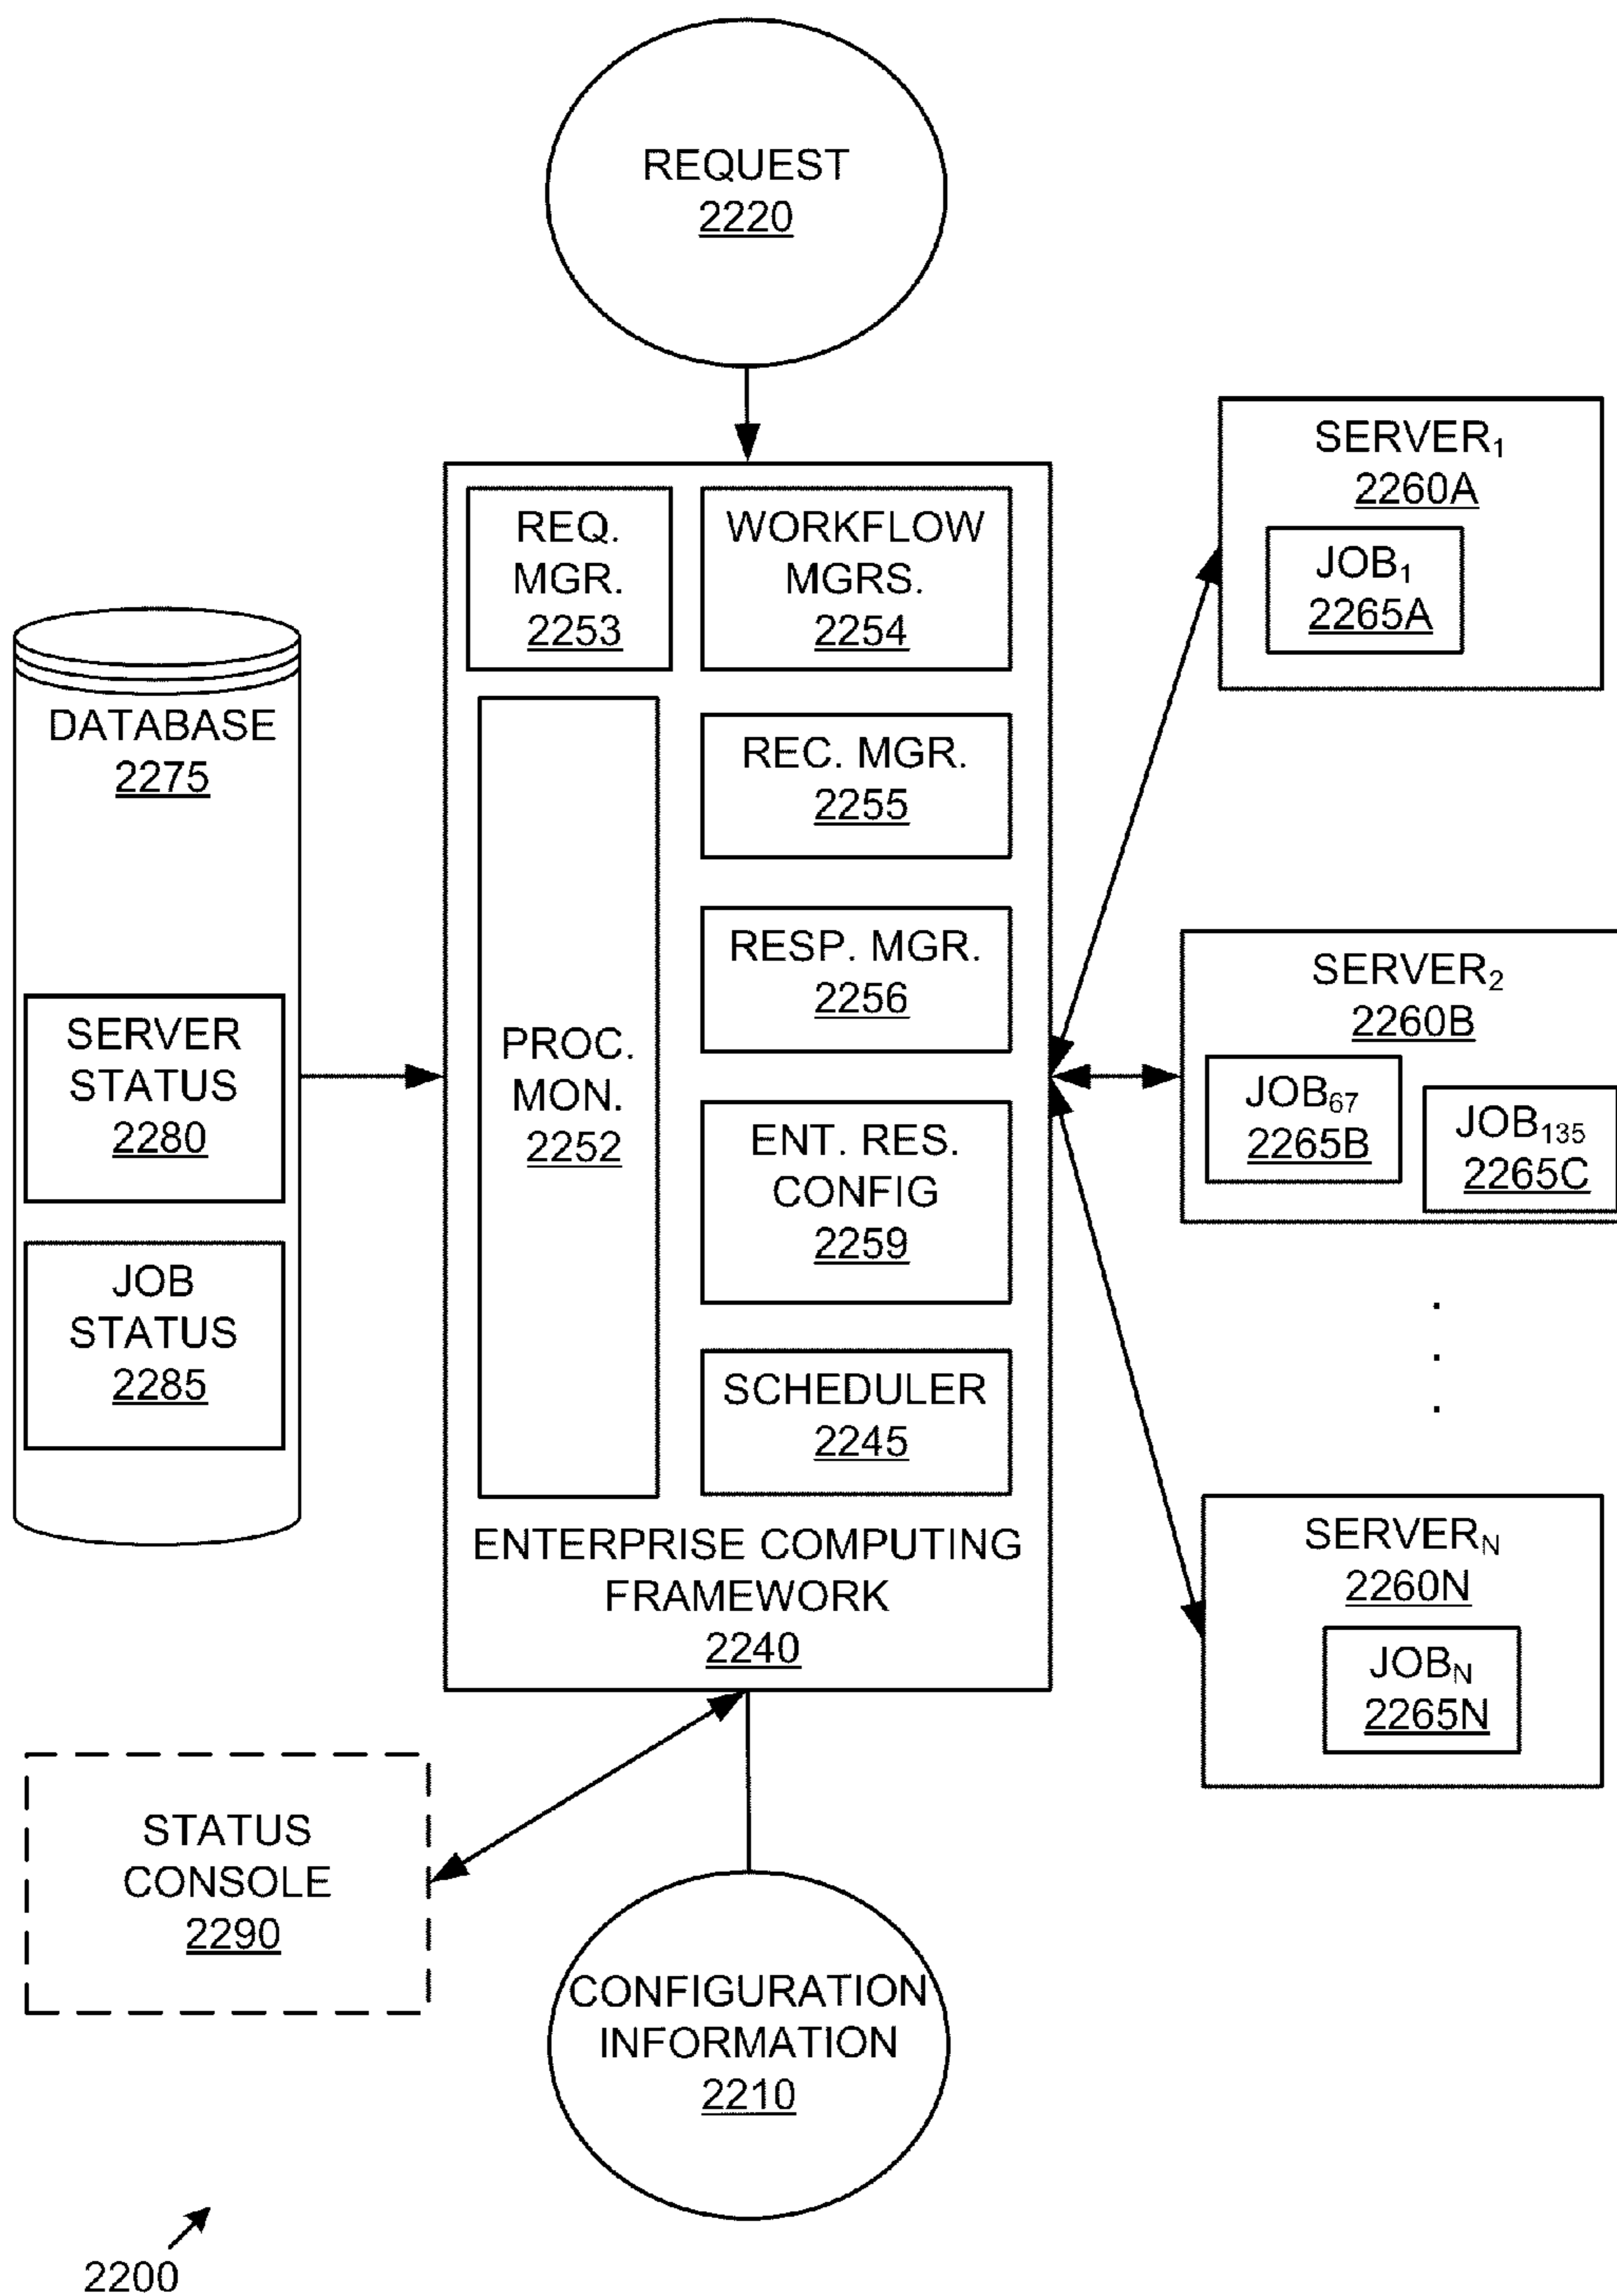 REQUEST
2220
SERVER₁
2260A
JOB₁
2265A
REQ.
MGR.
2253
WORKFLOW
MGRS.
2254
DATABASE
2275
REC. MGR.
2255
RESP. MGR.
2256
SERVER₂
2260B
JOB₆₇
2265B
JOB₁₃₅
2265C
SERVER
STATUS
2280
PROC.
MON.
2252
ENT. RES.
CONFIG
2259
JOB
STATUS
2285
SCHEDULER
2245
.
.
.
ENTERPRISE COMPUTING
FRAMEWORK
2240
SERVER_N
2260N
JOB_N
2265N
STATUS
CONSOLE
2290
CONFIGURATION
INFORMATION
2210
2200